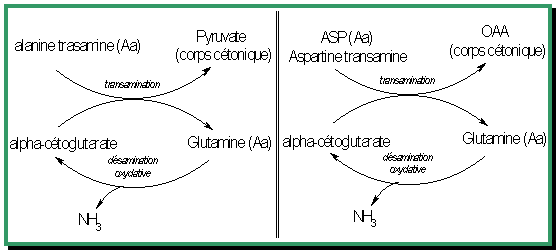 alanine trasamine (Aa)
Pyruvate
(corps cétonique)
transamination
alpha-cétoglutarate
Glutamine (Aa)
désamination
oxydative
NH3
ASP (Aa)
Aspartine transamine
OAA
(corps cétonique)
transamination
alpha-cétoglutarate
Glutamine (Aa)
désamination
oxydative
NH3